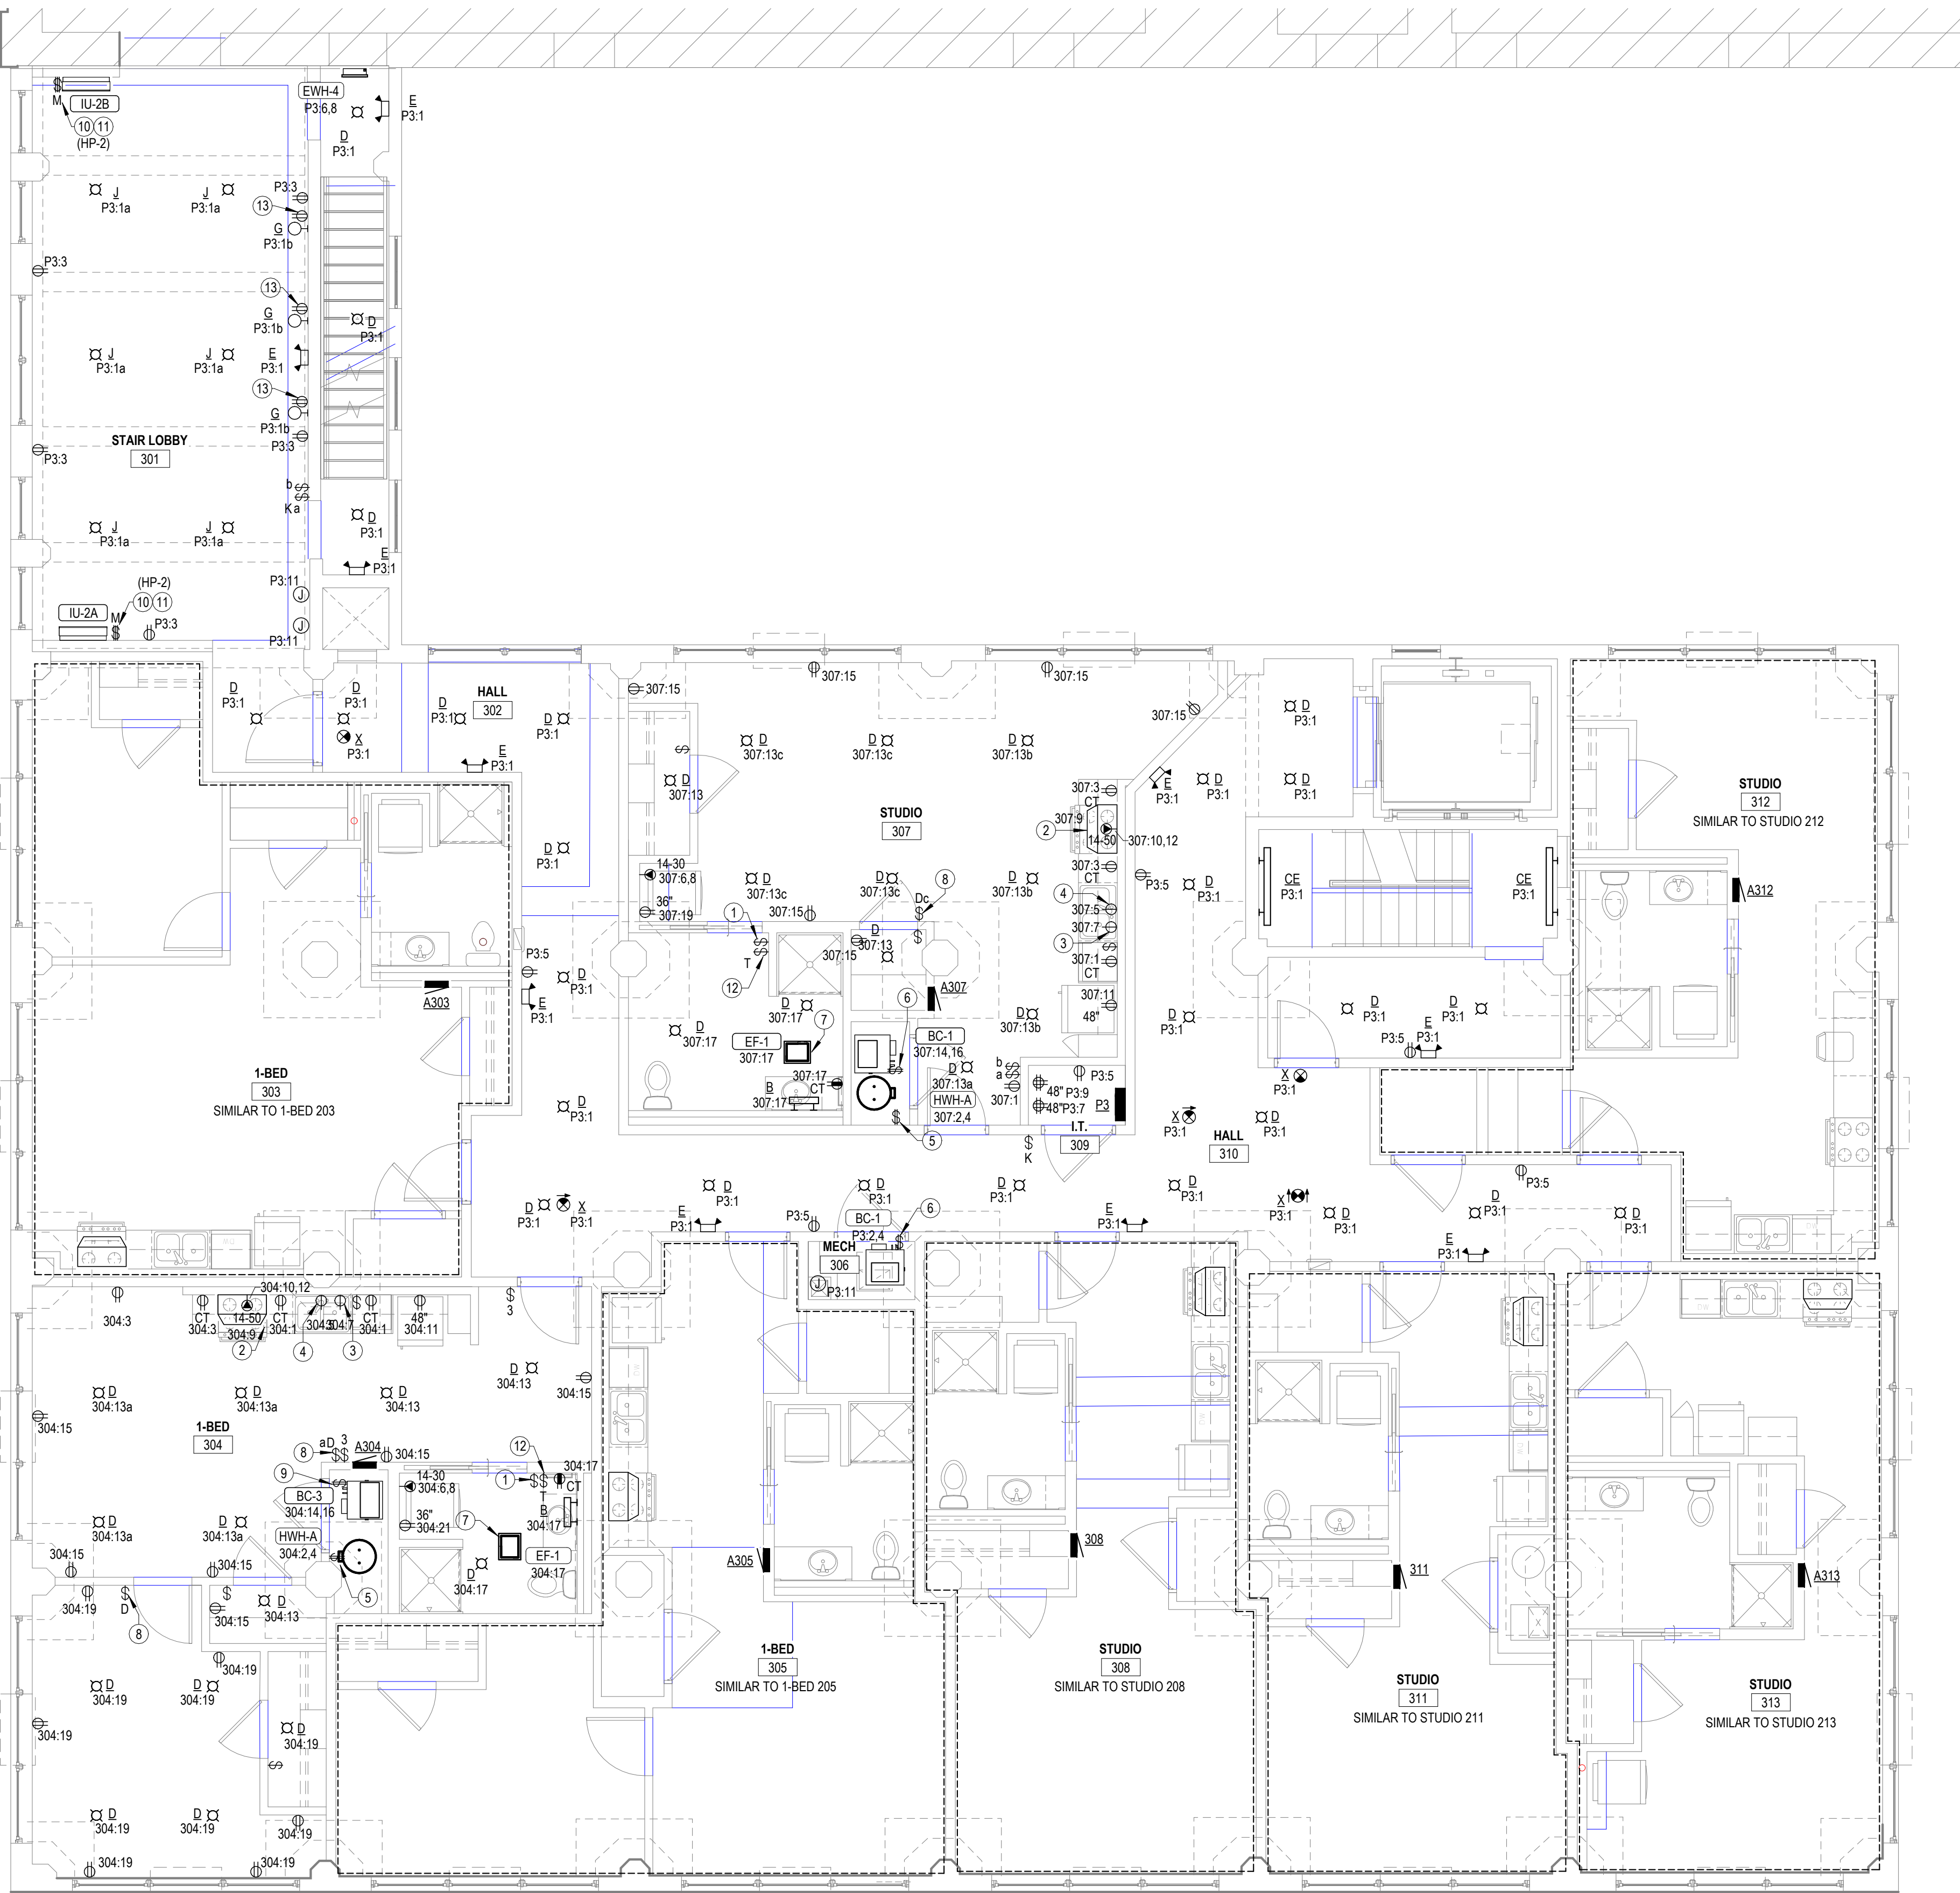 EWH-4
P3:6,8
E
P3:1
D
P3:1
M
IU-2B
10
11
(HP-2)
J
P3:1a
J
P3:1a
P3:3
13
G
P3:1b
P3:3
13
G
P3:1b
D
P3:1
J
P3:1a
J
P3:1a
E
P3:1
13
G
P3:1b
P3:3
STAIR LOBBY
301
P3:3
b
Ka
J
P3:1a
J
P3:1a
D
P3:1
E
P3:1
(HP-2)
10
11
P3:11
J
IU-2A
M
P3:3
J
P3:11
D
P3:1
D
P3:1
X
P3:1
HALL
302
D
P3:1
D
P3:1
E
P3:1
D
P3:1
307:15
307:15
307:15
307:15
D
307:13c
D
307:13c
D
307:13b
D
307:13
STUDIO
307
307:3
CT
307:9
2
14-50
307:10,12
307:3
CT
14-30
307:6,8
36"
307:19
D
307:13c
D
307:13c
D
307:13b
Dc
8
4
307:5
307:7
3
307:1
CT
1
307:15
D
307:13
307:15
T
12
A307
6
307:11
48"
D
307:13b
D
307:17
7
D
307:17
EF-1
307:17
BC-1
307:14,16
307:17
CT
B
307:17
D
307:13a
HWH-A
307:2,4
b
a
307:1
P3:5
48"
P3:9
48"
P3:7
P3
5
K
I.T.
309
E
P3:1
D
P3:1
D
P3:1
D
P3:1
P3:5
D
P3:1
CE
P3:1
CE
P3:1
D
P3:1
D
P3:1
D
P3:1
P3:5
E
P3:1
X
P3:1
X
P3:1
D
P3:1
HALL
310
STUDIO
312
SIMILAR TO STUDIO 212
A312
P3:5
P3:5
D
P3:1
E
P3:1
D
P3:1
A303
1-BED
303
SIMILAR TO 1-BED 203
D
P3:1
X
P3:1
D
P3:1
D
P3:1
D
P3:1
D
P3:1
E
P3:1
P3:5
BC-1
P3:2,4
6
E
P3:1
X
P3:1
D
P3:1
D
P3:1
D
P3:1
E
P3:1
MECH
306
J
P3:11
304:3
CT
304:3
14-50
304:10,12
304:9
2
CT
304:1
304:5
4
304:7
3
CT
304:1
48"
304:11
3
D
304:13a
D
304:13a
D
304:13
D
304:13
304:15
304:15
1-BED
304
aD
3
8
A304
304:15
9
BC-3
304:14,16
14-30
304:6,8
36"
304:21
12
1
T
304:17
CT
B
304:17
7
EF-1
304:17
D
304:17
D
304:13a
D
304:13a
HWH-A
304:2,4
5
304:15
304:15
304:19
D
8
304:15
D
304:13
304:19
D
304:19
D
304:19
304:19
D
304:19
D
304:19
D
304:19
304:19
304:19
304:19
A305
1-BED
305
SIMILAR TO 1-BED 205
DW
308
DW
STUDIO
308
SIMILAR TO STUDIO 208
311
DW
STUDIO
311
SIMILAR TO STUDIO 211
DW
A313
STUDIO
313
SIMILAR TO STUDIO 213
DW
DW